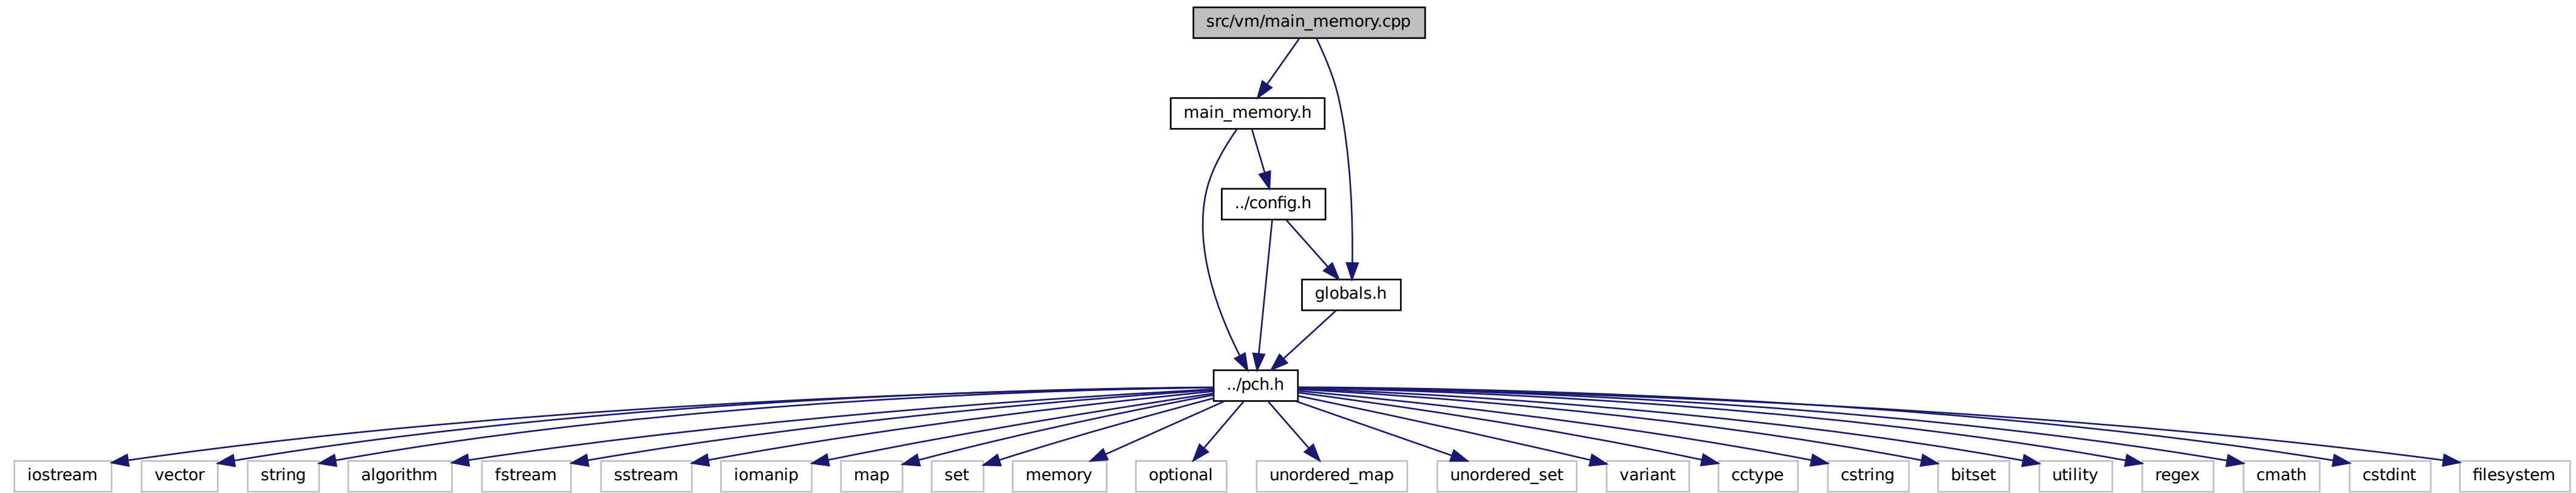 src/vm/main_memory.cpp
main_memory.h
../config.h
globals.h
../pch.h
iostream
vector
string
algorithm
fstream
sstream
iomanip
map
set
memory
optional
unordered_map
unordered_set
variant
cctype
cstring
bitset
utility
regex
cmath
cstdint
filesystem